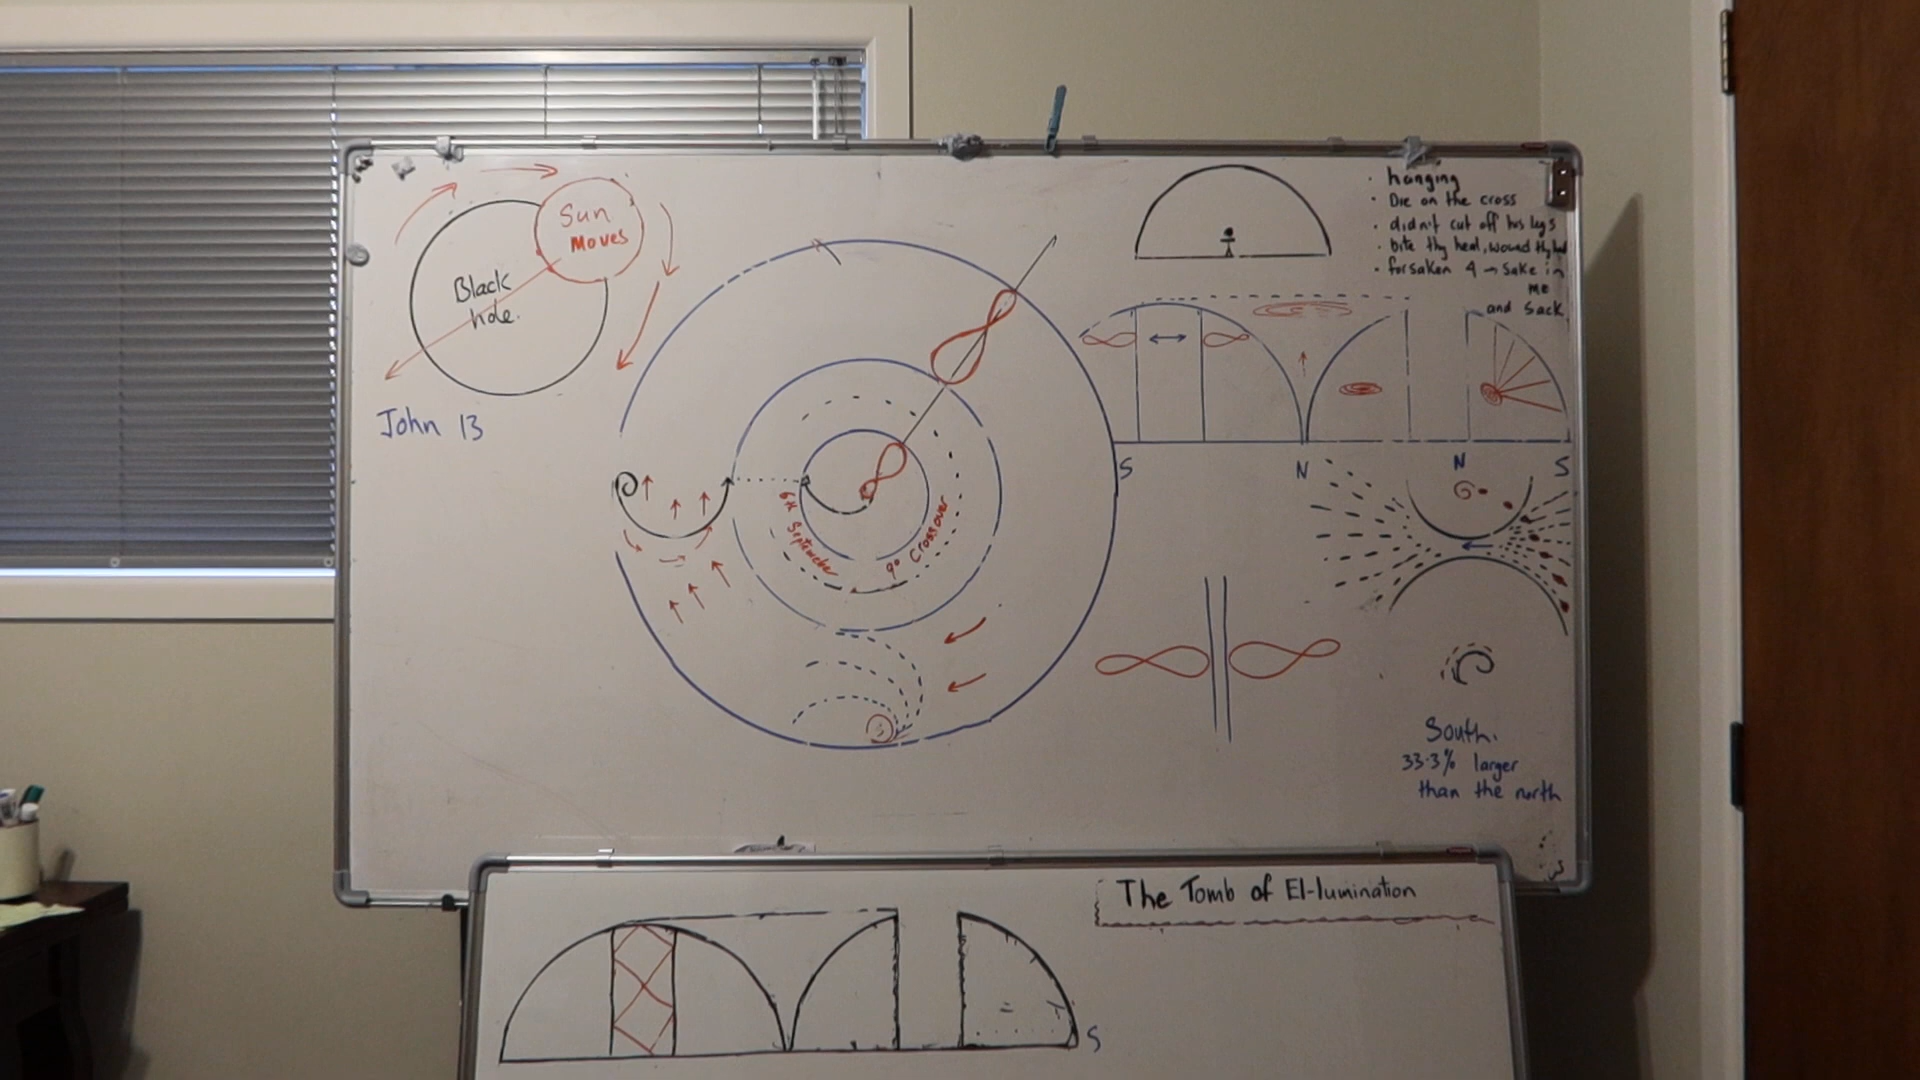 Sun
Moves
Black
hole.
John 13
hanging
Die on the cross
didn't cut off his legs
bite thy heal, wound thy
forsaken 4 → sake in
me
and sack
S
N
N
S
6th September
go Crossover
South.
33.3% larger
than the north
The Tomb of El-lumination
S